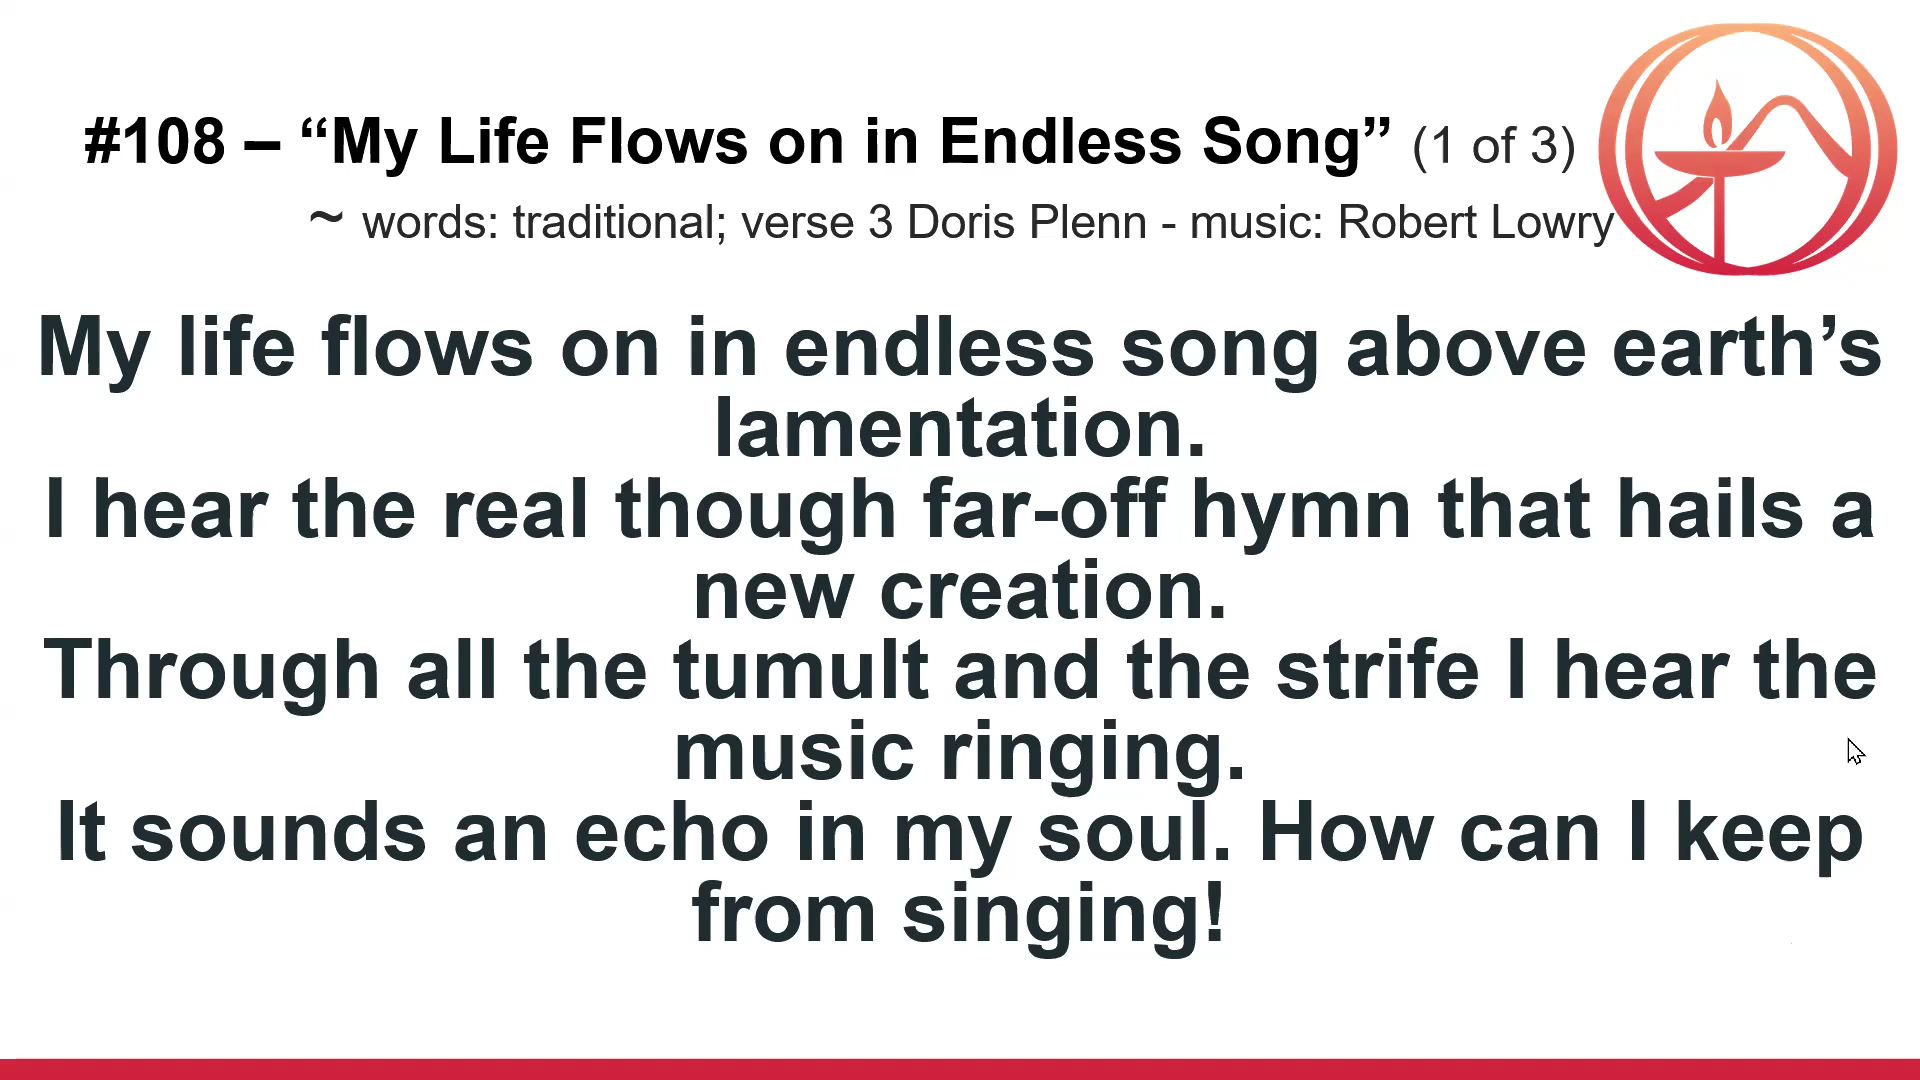 #108 – “My Life Flows on in Endless Song” (1 of 3)
~ words: traditional; verse 3 Doris Plenn - music: Robert Lowry
My life flows on in endless song above earth’s
lamentation.
I hear the real though far-off hymn that hails a
new creation.
Through all the tumult and the strife I hear the
music ringing.
It sounds an echo in my soul. How can I keep
from singing!